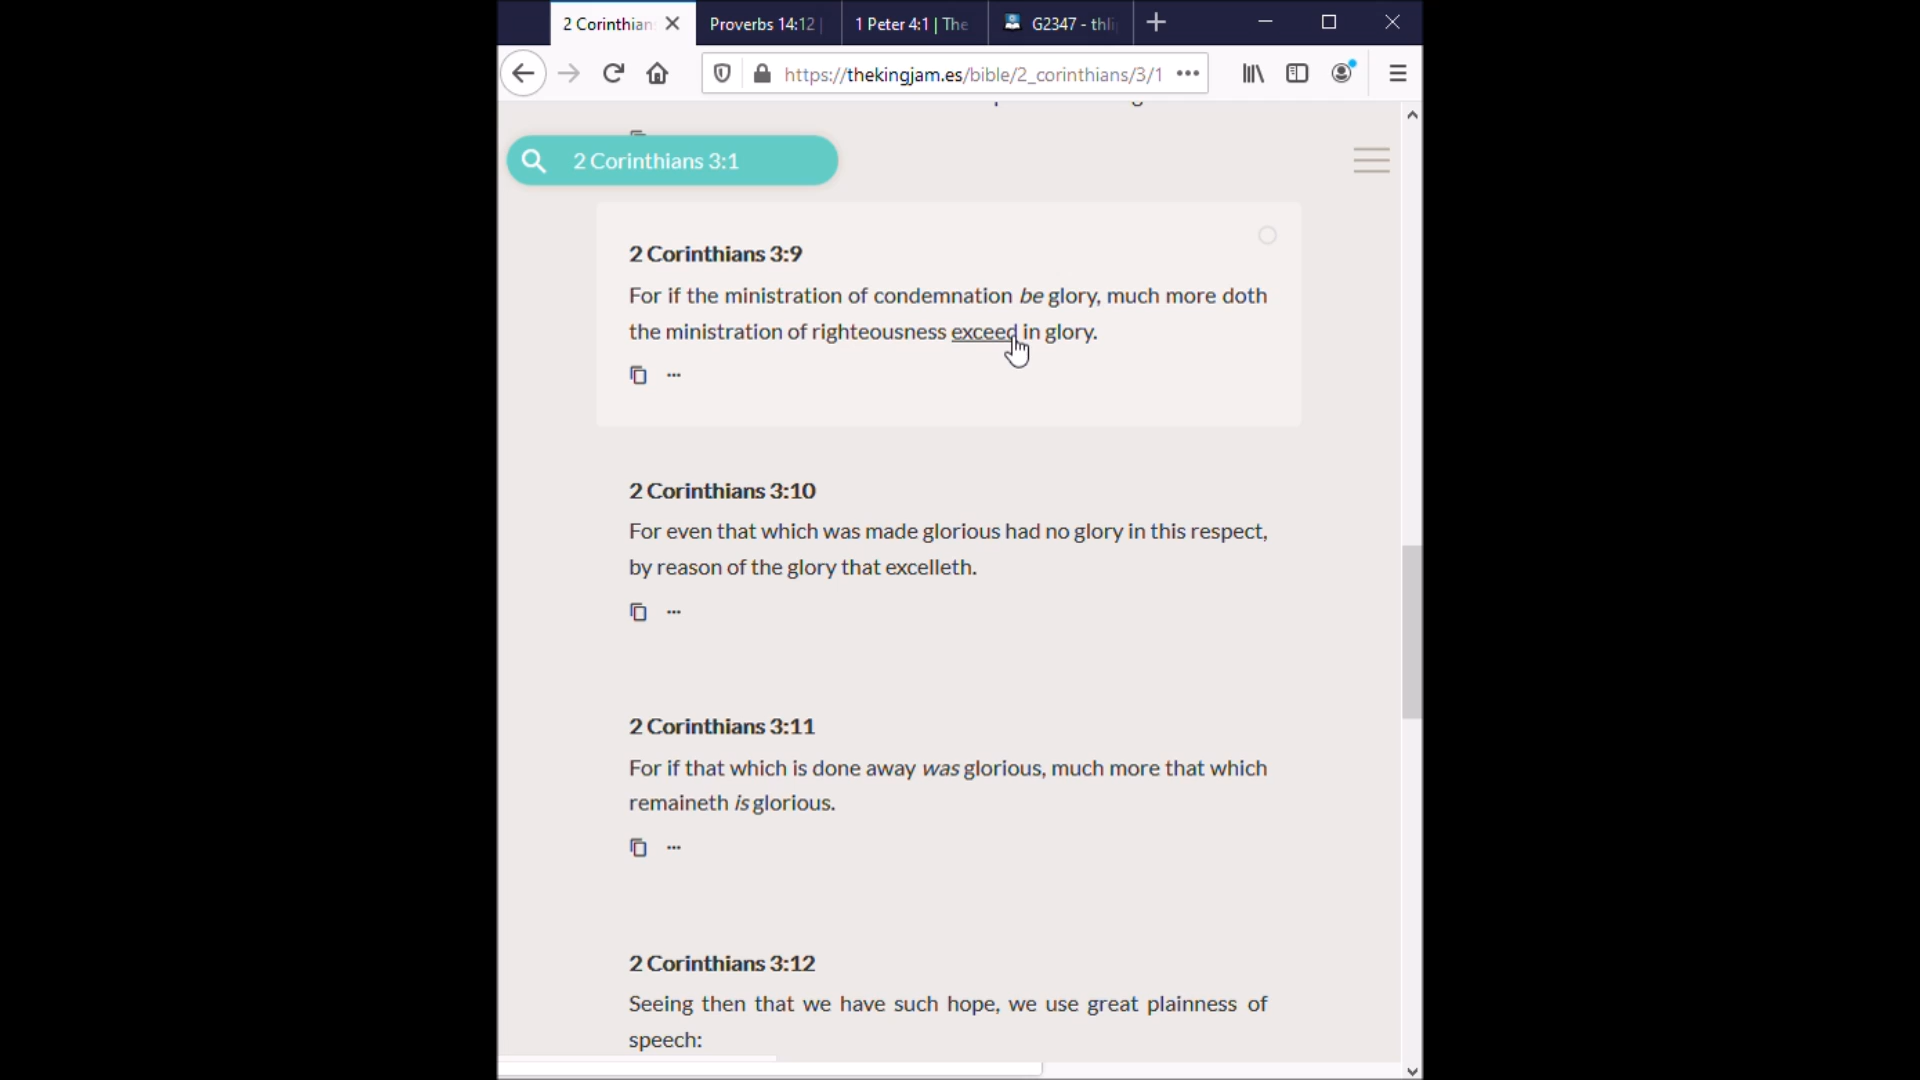 2 Corinthian
Proverbs 14:12
1 Peter 4:1 | The
G2347 - thli
https://thekingjam.es/bible/2_corinthians/3/1
2 Corinthians 3:1
2 Corinthians 3:9
For if the ministration of condemnation be glory, much more doth
the ministration of righteousness exceed in glory.
2 Corinthians 3:10
For even that which was made glorious had no glory in this respect,
by reason of the glory that excelleth.
2 Corinthians 3:11
For if that which is done away was glorious, much more that which
remaineth is glorious.
2 Corinthians 3:12
Seeing then that we have such hope, we use great plainness of
speech: